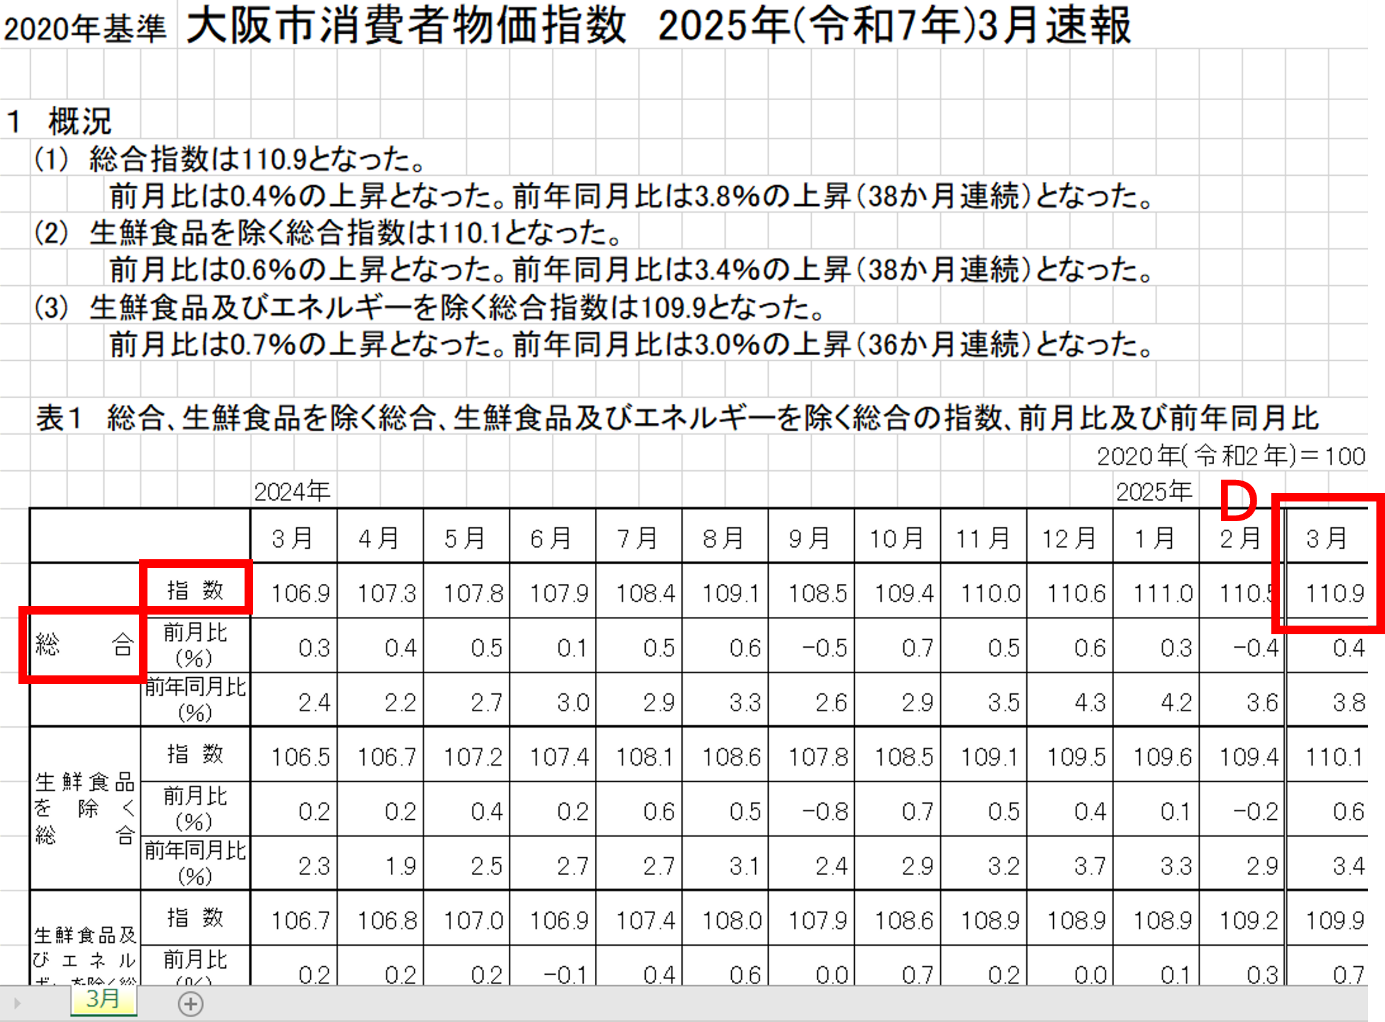 2020年基準 大阪市消費者物価指数 2025年(令和7年)3月速報
1 概況
(1) 総合指数は110.9となった。
前月比は0.4%の上昇となった。前年同月比は3.8%の上昇(38か月連続)となった。
(2) 生鮮食品を除く総合指数は110.1となった。
前月比は0.6%の上昇となった。前年同月比は3.4%の上昇(38か月連続)となった。
(3) 生鮮食品及びエネルギーを除く総合指数は109.9となった。
前月比は0.7%の上昇となった。前年同月比は3.0%の上昇(36か月連続)となった。
表1 総合、生鮮食品を除く総合、生鮮食品及びエネルギーを除く総合の指数、前月比及び前年同月比
2020年(令和2年)=100
2024年 2025年 D
3月 4月 5月 6月 7月 8月 9月 10月 11月 12月 1月 2月 3月
総合
指数 106.9 107.3 107.8 107.9 108.4 109.1 108.5 109.4 110.0 110.6 111.0 110.5 110.9
前月比(%) 0.3 0.4 0.5 0.1 0.5 0.6 -0.5 0.7 0.5 0.6 0.3 -0.4 0.4
前年同月比(%) 2.4 2.2 2.7 3.0 2.9 3.3 2.6 2.9 3.5 4.3 4.2 3.6 3.8
生鮮食品
を除く
総合
指数 106.5 106.7 107.2 107.4 108.1 108.6 107.8 108.5 109.1 109.5 109.6 109.4 110.1
前月比(%) 0.2 0.2 0.4 0.2 0.6 0.5 -0.8 0.7 0.5 0.4 0.1 -0.2 0.6
前年同月比(%) 2.3 1.9 2.5 2.7 2.7 3.1 2.4 2.9 3.2 3.7 3.3 2.9 3.4
生鮮食品及
びエネル
ギーを除く総
指数 106.7 106.8 107.0 106.9 107.4 108.0 107.9 108.6 108.9 108.9 108.9 109.2 109.9
前月比(%) 0.2 0.2 0.2 -0.1 0.4 0.6 0.0 0.7 0.2 0.0 0.1 0.3 0.7
3月